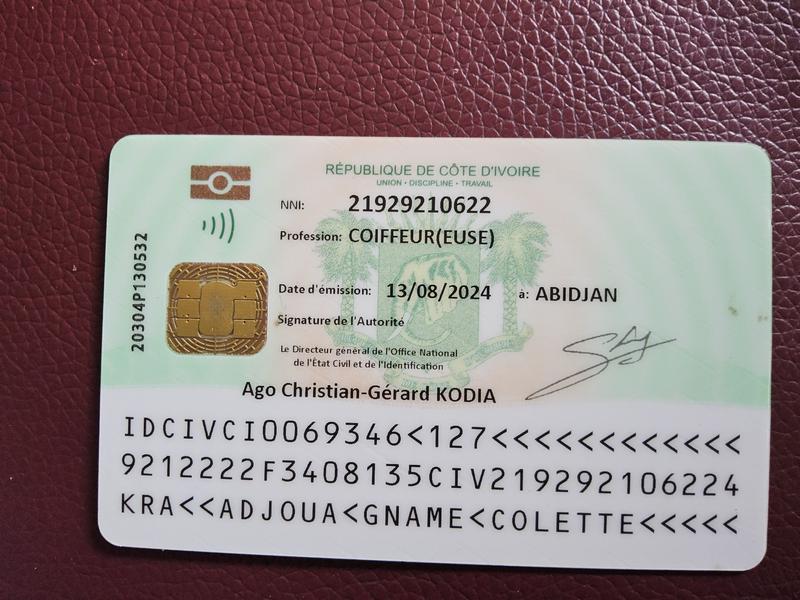 RÉPUBLIQUE DE CÔTE D'IVOIRE
UNION · DISCIPLINE · TRAVAIL
NNI: 21929210622
Profession: COIFFEUR(EUSE)
20304P130532
Date d'émission: 13/08/2024 à: ABIDJAN
Signature de l'Autorité
Le Directeur général de l'Office National
de l'État Civil et de l'Identification
Ago Christian-Gérard KODIA
IDCIVCI0069346<127<<<<<<<<<<<<
9212222F3408135CIV219292106224
KRA<<ADJOUA<GNAME<COLETTE<<<<<